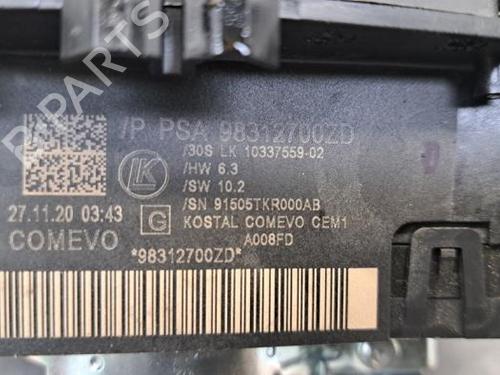 /P PSA 98312700ZD
/30S LK 10337559-02
/HW 6.3
/SW 10.2
LK
27.11.20 03:43
G
/SN 91505TKR000AB
KOSTAL COMEVO CEM1
COMEVO
A008FD
*98312700ZD*